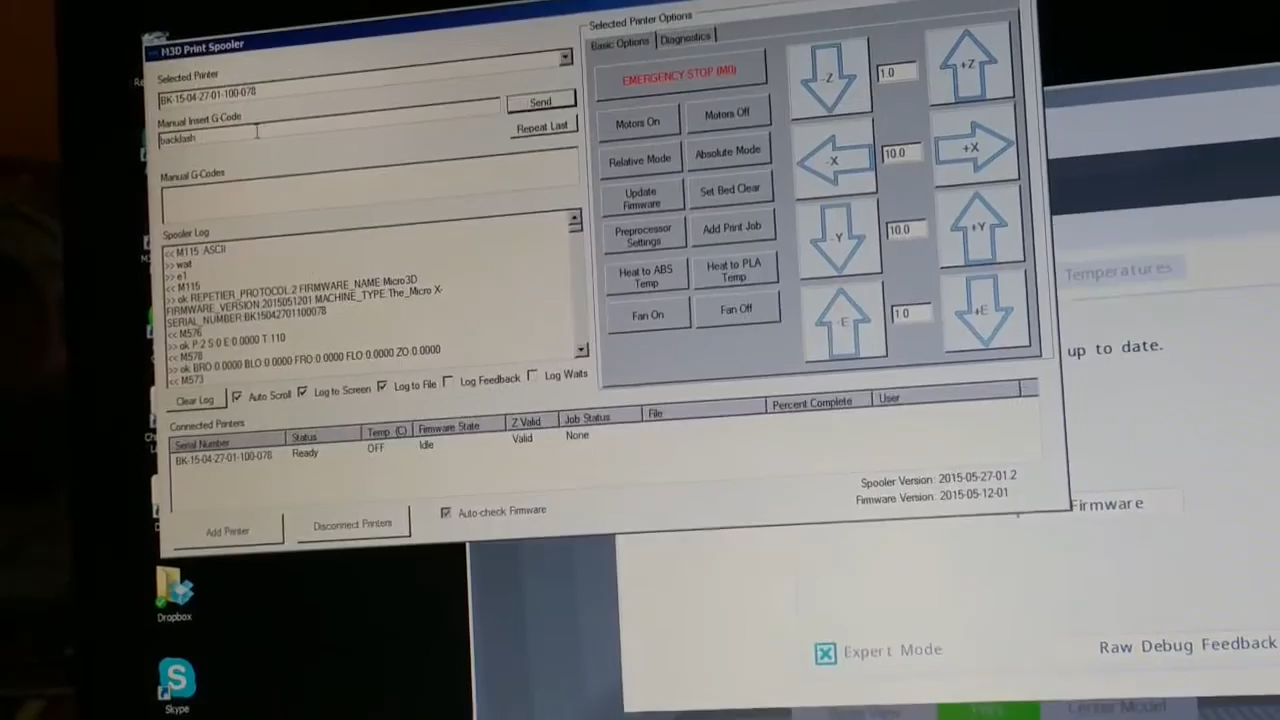 M3D Print Spooler
Selected Printer
BK-15-04-27-01-100-078
Manual Insert G-Code
backlash
Send
Repeat Last
Manual G-Codes
Spooler Log
<< M115 ASCII
>> wait
>> e1
<< M115
>> ok REPETIER_PROTOCOL:2 FIRMWARE_NAME:Micro3D
FIRMWARE_VERSION:2015051201 MACHINE_TYPE:The_Micro X-
SERIAL_NUMBER:BK15042701100078
<< M576
>> ok P:2 S:0 E:0.0000 T:110
<< M578
>> ok BRO:0.0000 BLO:0.0000 FRO:0.0000 FLO:0.0000 ZO:0.0000
<< M573
Clear Log
Auto Scroll
Log to Screen
Log to File
Log Feedback
Log Waits
Selected Printer Options
Basic Options
Diagnostics
EMERGENCY STOP (M0)
Motors On
Motors Off
Relative Mode
Absolute Mode
Update
Firmware
Set Bed Clear
Preprocessor
Settings
Add Print Job
Heat to ABS
Temp
Heat to PLA
Temp
Fan On
Fan Off
-Z
1.0
+Z
-X
10.0
+X
-Y
10.0
+Y
-E
1.0
+E
Connected Printers
Serial Number
Status
Temp (C)
Firmware State
Z Valid
Job Status
File
Percent Complete
User
BK-15-04-27-01-100-078
Ready
OFF
Idle
Valid
None
Spooler Version: 2015-05-27-01.2
Firmware Version: 2015-05-12-01
Add Printer
Disconnect Printers
Auto-check Firmware
Temperatures
up to date.
Firmware
Expert Mode
Raw Debug Feedback
Center Model
Dropbox
Skype